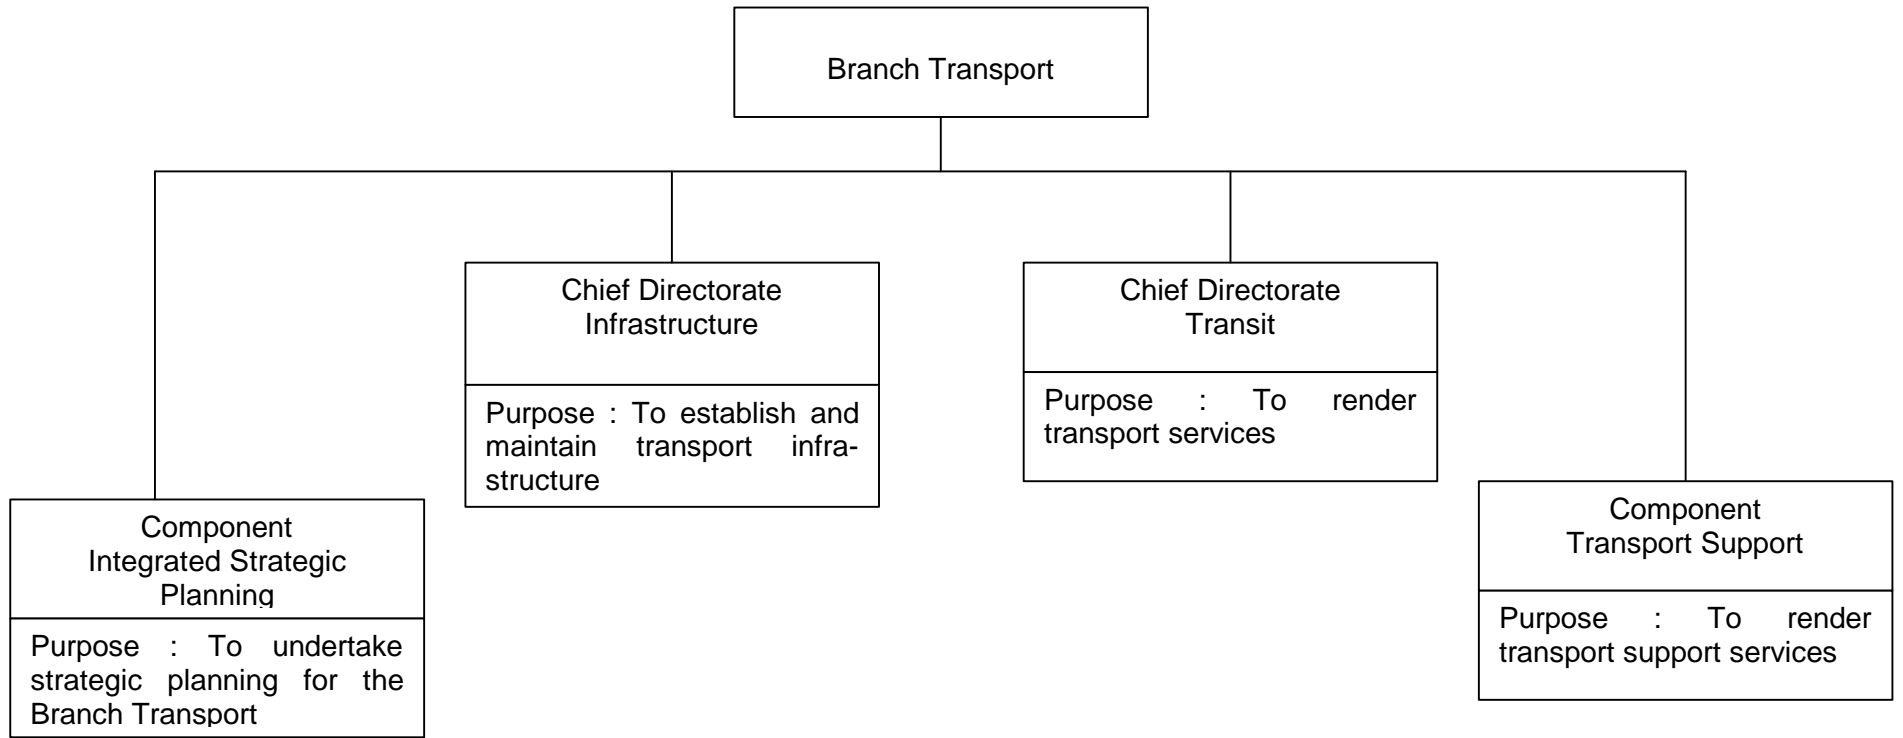 Branch Transport
Chief Directorate
Infrastructure
Purpose : To establish and
maintain transport infra-
structure
Chief Directorate
Transit
Purpose : To render
transport services
Component
Integrated Strategic
Planning
Purpose : To undertake
strategic planning for the
Branch Transport
Component
Transport Support
Purpose : To render
transport support services